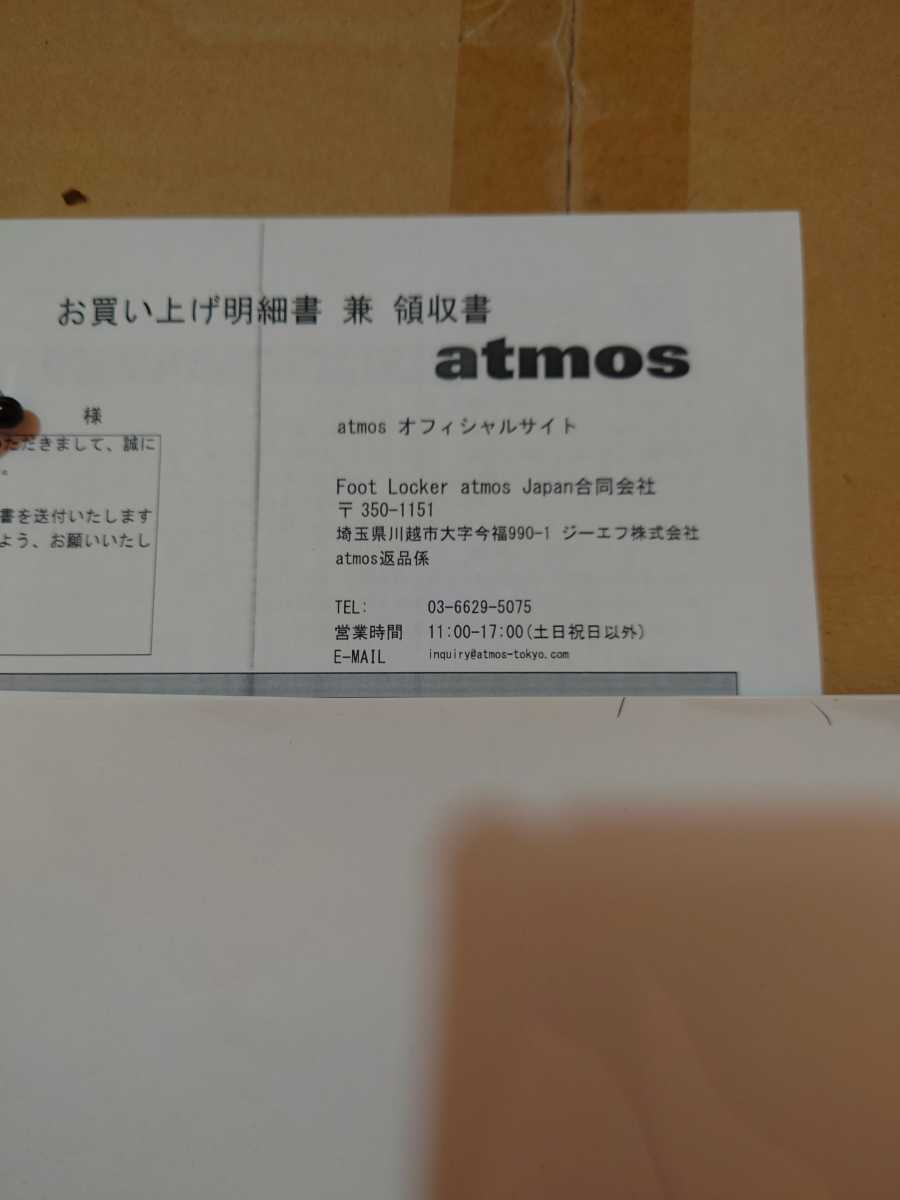 お買い上げ明細書 兼 領収書
atmos
様
ただきまして、誠に
。
書を送付いたします
よう、お願いいたし
atmos オフィシャルサイト
Foot Locker atmos Japan合同会社
〒 350-1151
埼玉県川越市大字今福990-1 ジーエフ株式会社
atmos返品係
TEL: 03-6629-5075
営業時間 11:00-17:00(土日祝日以外)
E-MAIL inquiry@atmos-tokyo.com